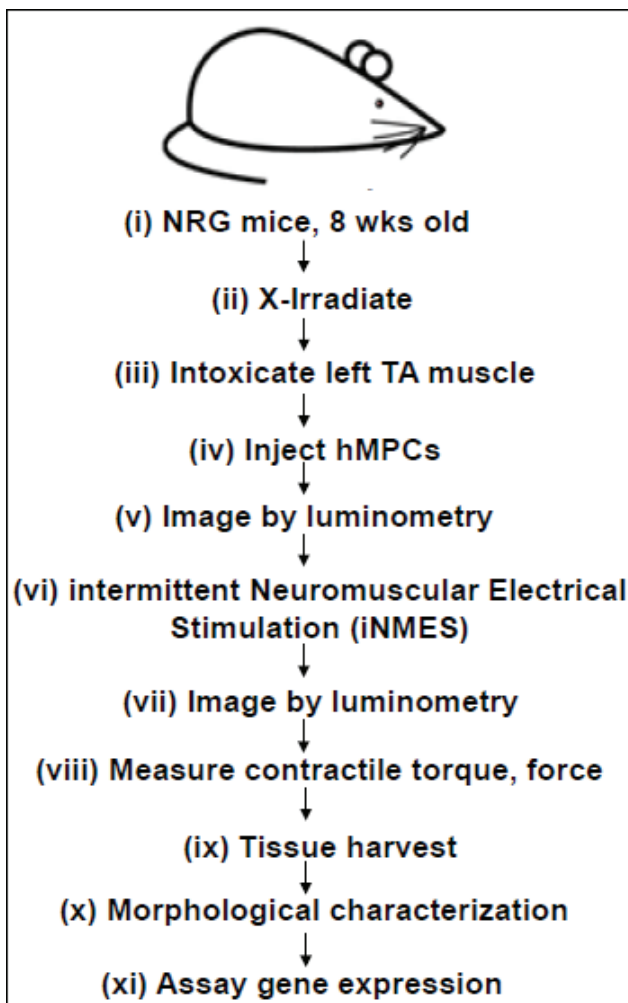 (i) NRG mice, 8 wks old
(ii) X-Irradiate
(iii) Intoxicate left TA muscle
(iv) Inject hMPCs
(v) Image by luminometry
(vi) intermittent Neuromuscular Electrical
Stimulation (iNMES)
(vii) Image by luminometry
(viii) Measure contractile torque, force
(ix) Tissue harvest
(x) Morphological characterization
(xi) Assay gene expression